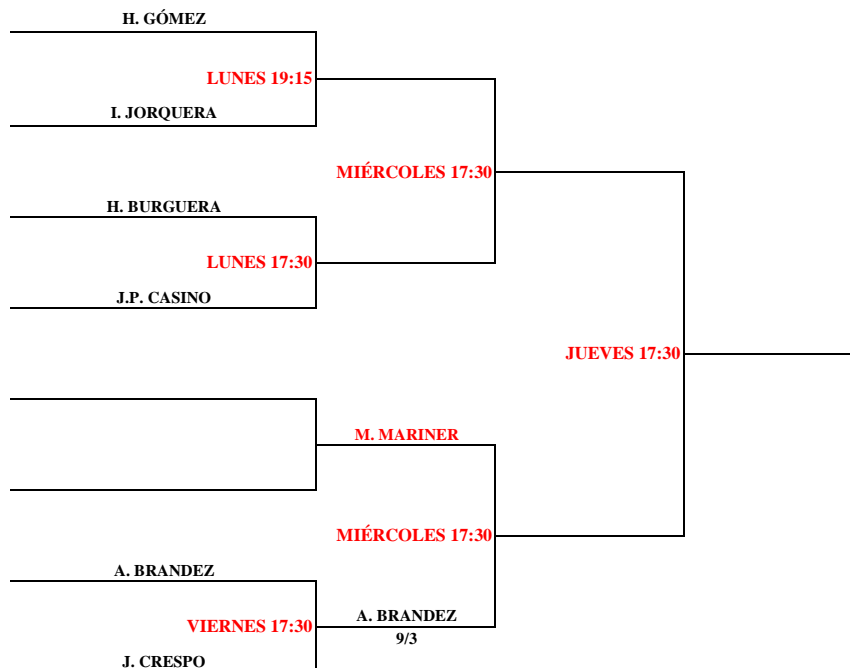 H. GÓMEZ
LUNES 19:15
I. JORQUERA
MIÉRCOLES 17:30
H. BURGUERA
LUNES 17:30
J.P. CASINO
JUEVES 17:30
M. MARINER
MIÉRCOLES 17:30
A. BRANDEZ
VIERNES 17:30
A. BRANDEZ
9/3
J. CRESPO